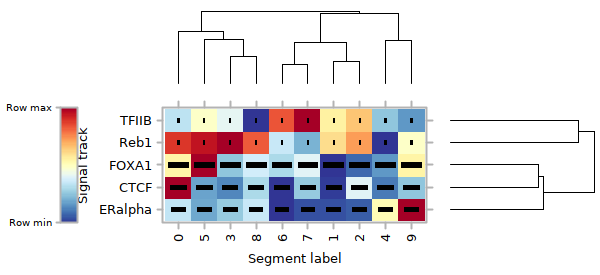 Row max
Row min
Signal track
TFIIB
Reb1
FOXA1
CTCF
ERalpha
0 5 3 8 6 7 1 2 4 9
Segment label